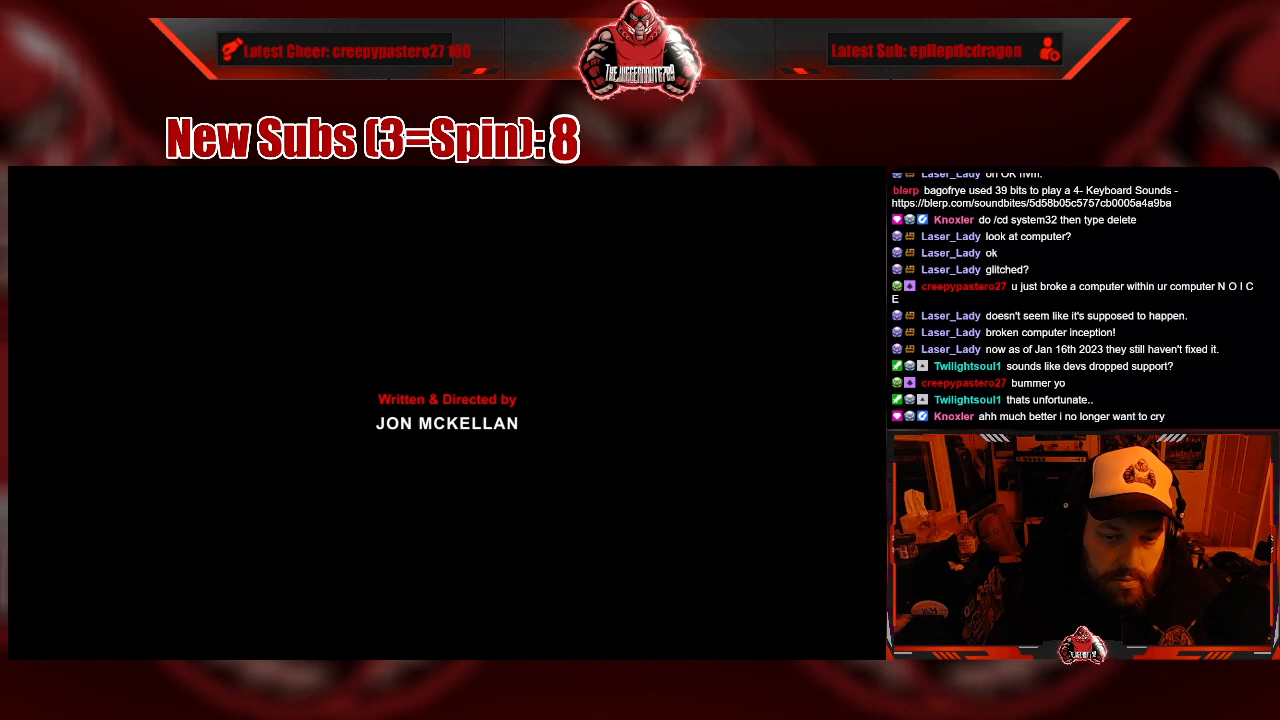 Latest Cheer: creepypastero27 100
THEJUGGERNAUT6789
Latest Sub: epilepticdragon
New Subs (3=Spin): 8
Written & Directed by
JON MCKELLAN
Laser_Lady oh OK nvm.
blerp bagofrye used 39 bits to play a 4- Keyboard Sounds -
https://blerp.com/soundbites/5d58b05c5757cb0005a4a9ba
Knoxler do /cd system32 then type delete
Laser_Lady look at computer?
Laser_Lady ok
Laser_Lady glitched?
creepypastero27 u just broke a computer within ur computer N O I C
E
Laser_Lady doesn't seem like it's supposed to happen.
Laser_Lady broken computer inception!
Laser_Lady now as of Jan 16th 2023 they still haven't fixed it.
Twilightsoul1 sounds like devs dropped support?
creepypastero27 bummer yo
Twilightsoul1 thats unfortunate..
Knoxler ahh much better i no longer want to cry